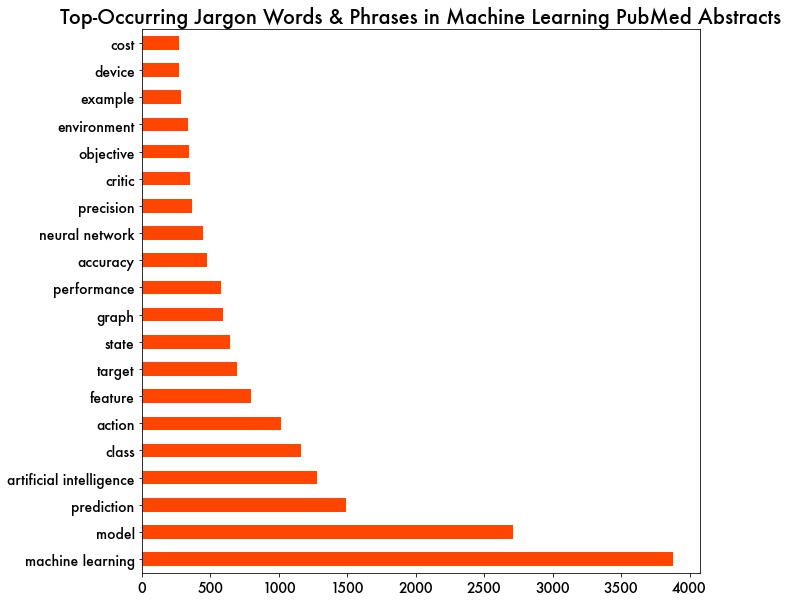 Top-Occurring Jargon Words & Phrases in Machine Learning PubMed Abstracts
cost
device
example
environment
objective
critic
precision
neural network
accuracy
performance
graph
state
target
feature
action
class
artificial intelligence
prediction
model
machine learning
0 500 1000 1500 2000 2500 3000 3500 4000